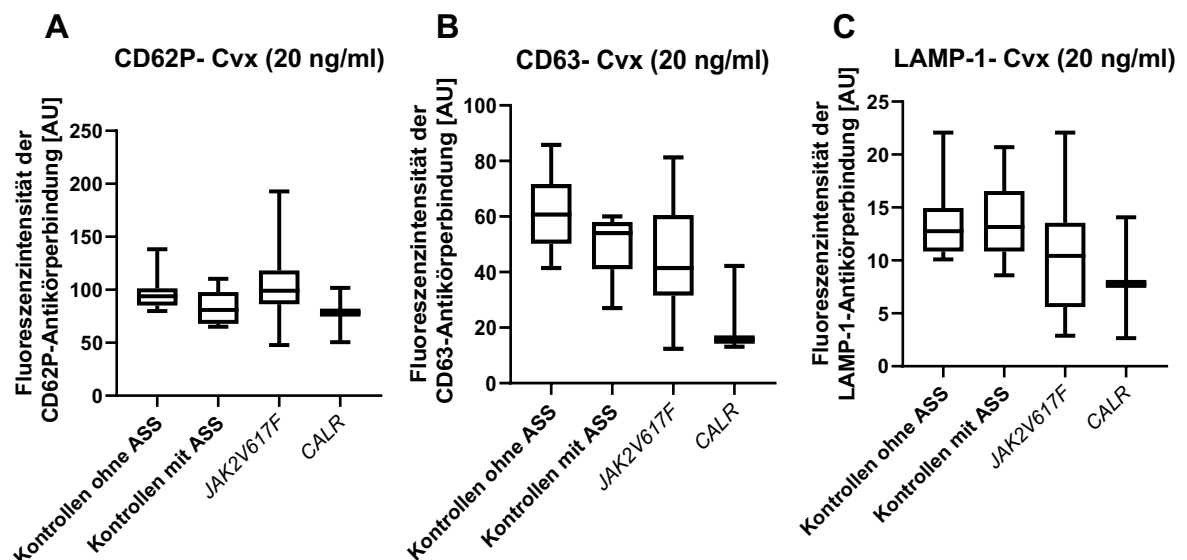 A
CD62P- Cvx (20 ng/ml)
Fluoreszenzintensität der
CD62P-Antikörperbindung [AU]
250
200
150
100
50
0
Kontrollen ohne ASS
Kontrollen mit ASS
JAK2V617F
CALR
B
CD63- Cvx (20 ng/ml)
Fluoreszenzintensität der
CD63-Antikörperbindung [AU]
100
80
60
40
20
0
Kontrollen ohne ASS
Kontrollen mit ASS
JAK2V617F
CALR
C
LAMP-1- Cvx (20 ng/ml)
Fluoreszenzintensität der
LAMP-1-Antikörperbindung [AU]
25
20
15
10
5
0
Kontrollen ohne ASS
Kontrollen mit ASS
JAK2V617F
CALR